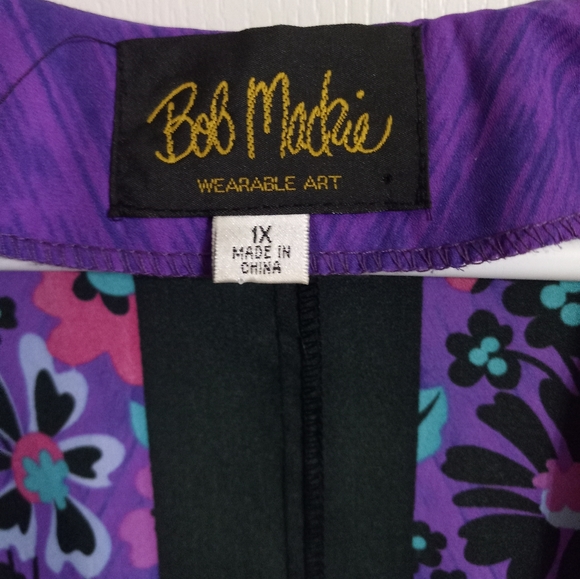 Bob Mackie
WEARABLE ART
1X
MADE IN
CHINA